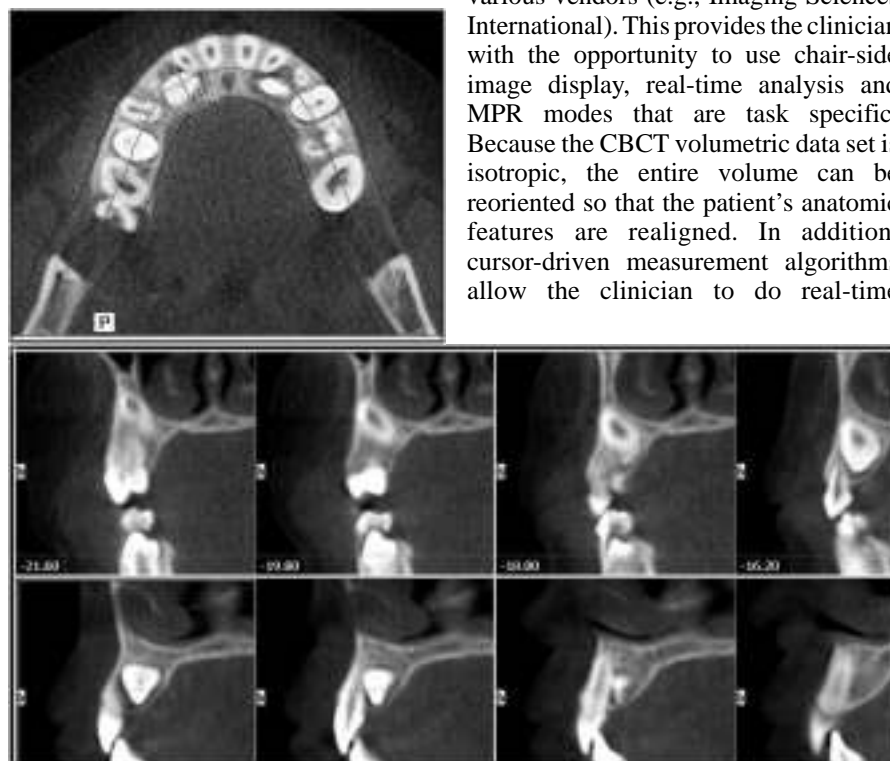 various vendors (e.g., Imaging Sciences
International). This provides the clinician
with the opportunity to use chair-side
image display, real-time analysis and
MPR modes that are task specific.
Because the CBCT volumetric data set is
isotropic, the entire volume can be
reoriented so that the patient's anatomic
features are realigned. In addition,
cursor-driven measurement algorithms
allow the clinician to do real-time
P
-21.60
-19.80
-18.00
-16.20